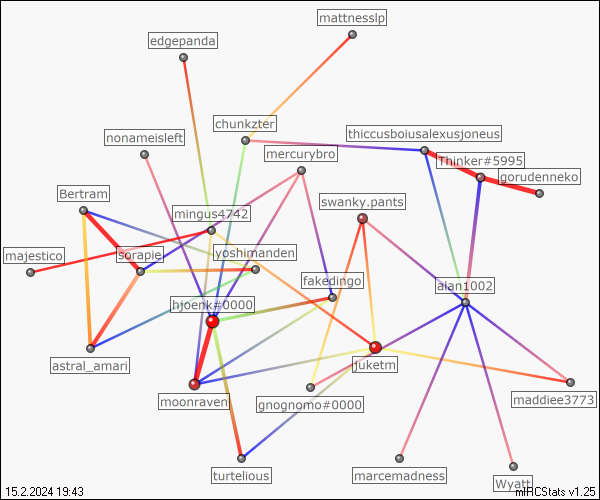 mattnesslp
edgepanda
chunkzter
thiccusboiusalexusjoneus
nonameisleft
mercurybro
Thinker#5995
gorudenneko
Bertram
swanky.pants
mingus4742
majestico
sorapie
yoshimanden
fakedingo
alan1002
hjoenk#0000
astral_amari
juketm
moonraven
gnognomo#0000
maddiee3773
turtelious
marcemadness
Wyatt
15.2.2024 19:43
mIRCStats v1.25